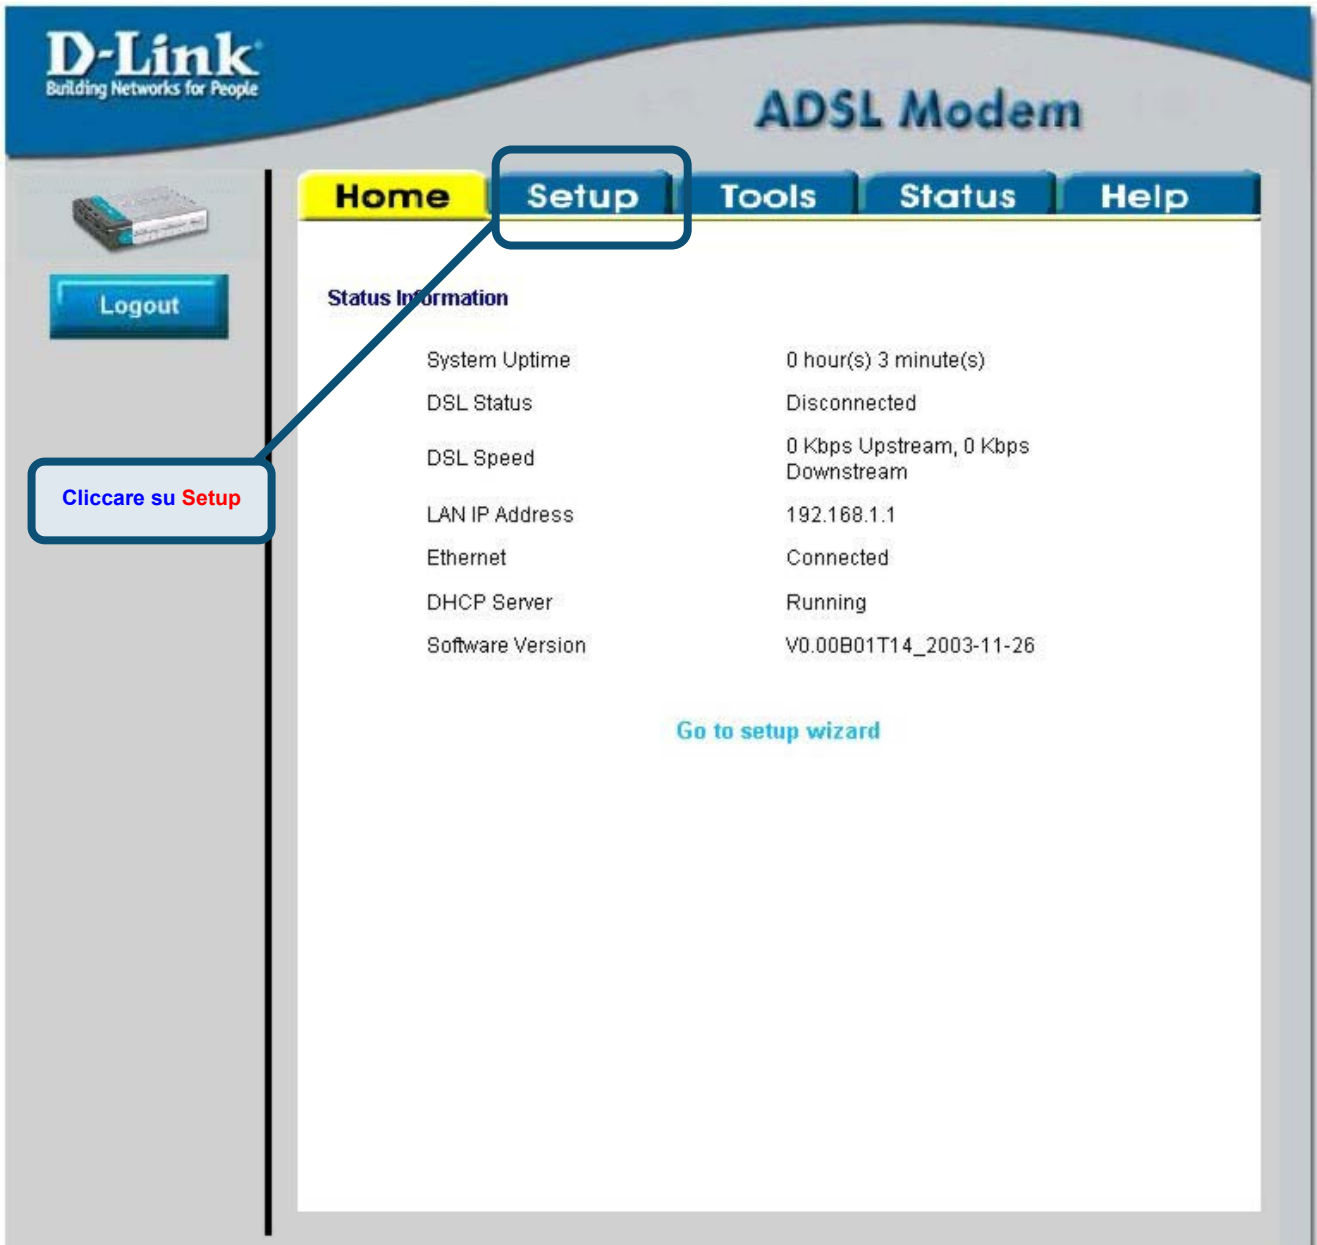 D-Link
Building Networks for People
ADSL Modem
Home Setup Tools Status Help
Logout
Status Information
System Uptime 0 hour(s) 3 minute(s)
DSL Status Disconnected
DSL Speed 0 Kbps Upstream, 0 Kbps
Downstream
Cliccare su Setup
LAN IP Address 192.168.1.1
Ethernet Connected
DHCP Server Running
Software Version V0.00B01T14_2003-11-26
Go to setup wizard